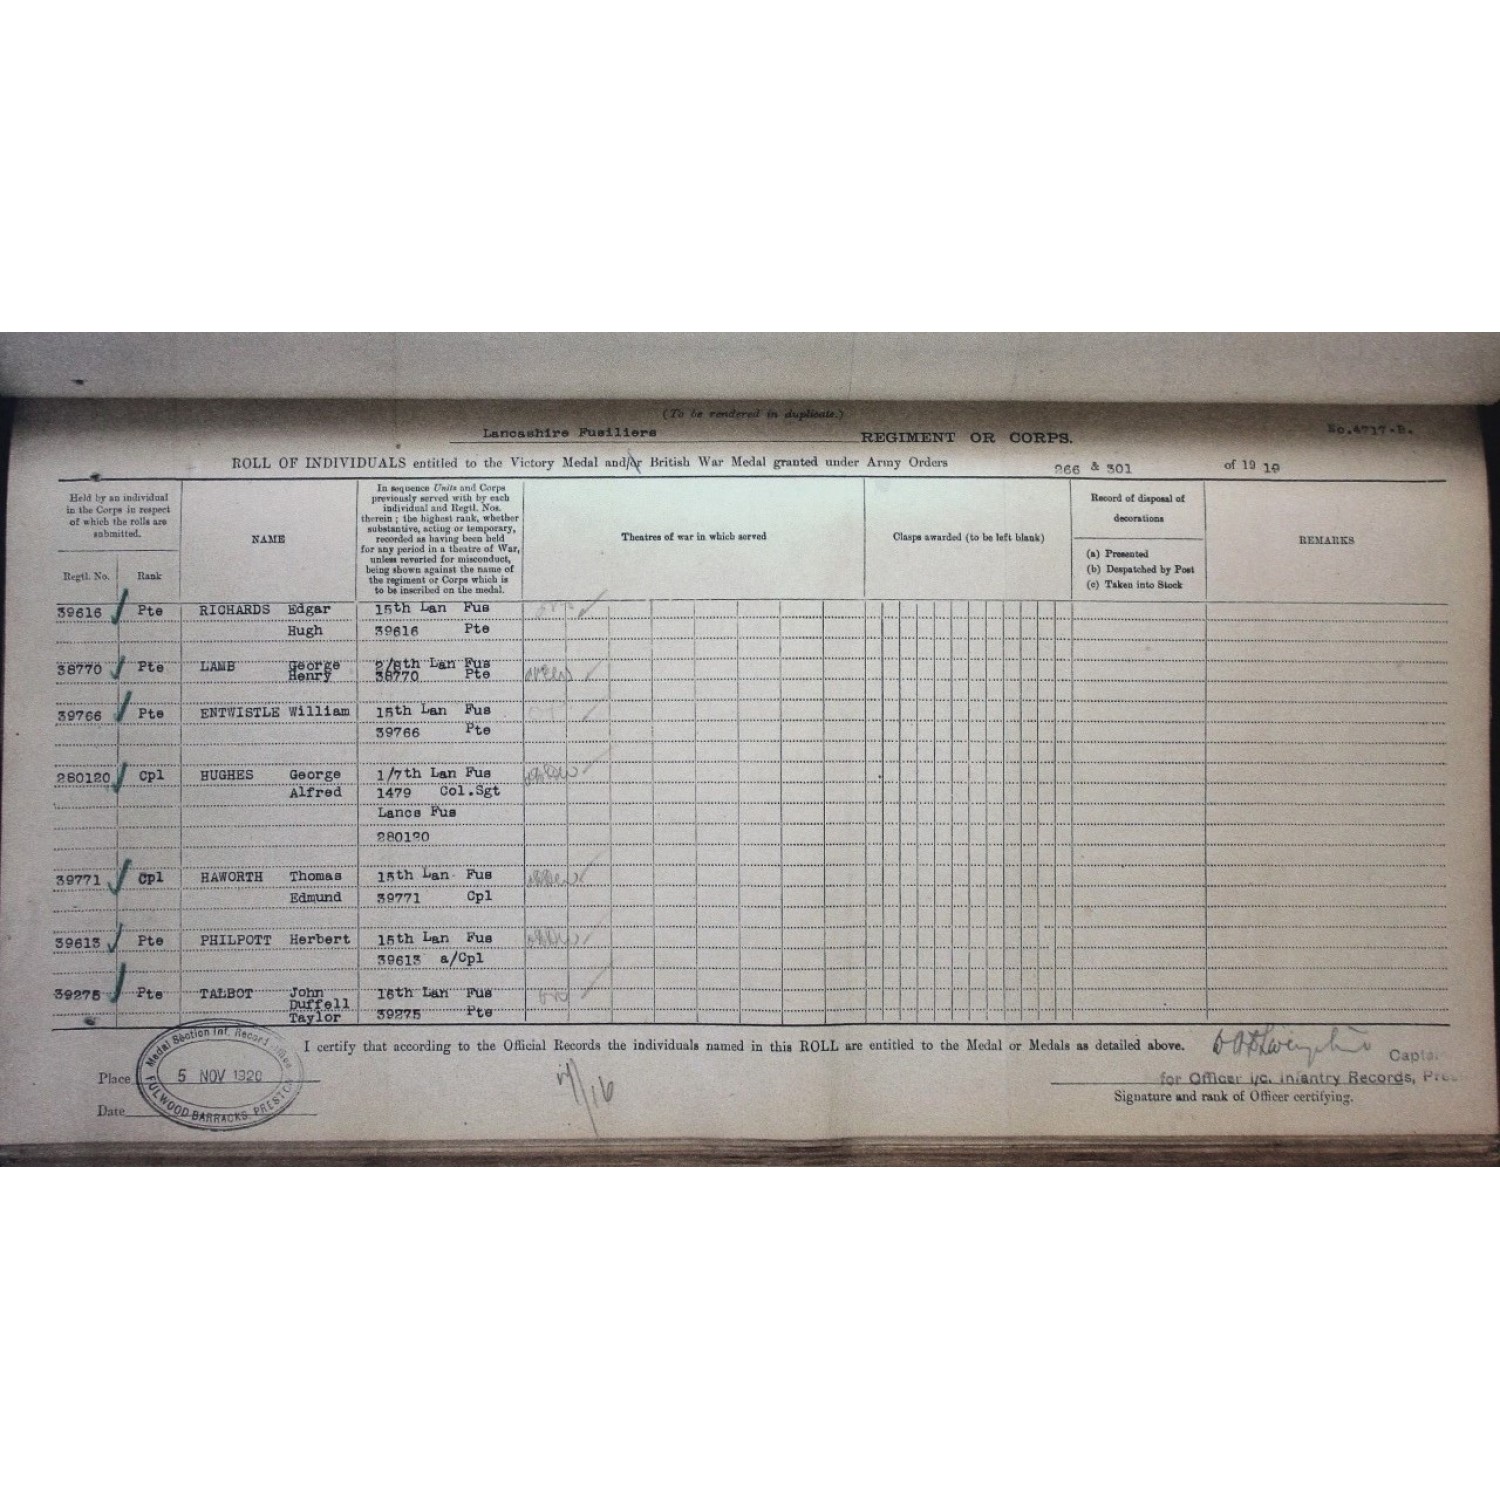 (To be rendered in duplicate.)
Lancashire Fusiliers REGIMENT OR CORPS. No.4717.B.
ROLL OF INDIVIDUALS entitled to the Victory Medal and/or British War Medal granted under Army Orders 266 & 301 of 1919
Held by an individual
in the Corps in respect
of which the rolls are
submitted.
Regtl. No. Rank
NAME
In sequence Units and Corps
previously served with by each
individual and Regtl. Nos.
therein; the highest rank, whether
substantive, acting or temporary,
recorded as having been held
for any period in a theatre of War,
unless reverted for misconduct,
being shown against the name of
the regiment or Corps which is
to be inscribed on the medal.
Theatres of war in which served
Clasps awarded (to be left blank)
Record of disposal of
decorations
(a) Presented
(b) Despatched by Post
(c) Taken into Stock
REMARKS
39616 Pte RICHARDS Edgar 15th Lan Fus
Hugh 39616 Pte
38770 Pte LAMB George 2/8th Lan Fus
Henry 38770 Pte
39766 Pte ENTWISTLE William 15th Lan Fus
39766 Pte
280120 Cpl HUGHES George 1/7th Lan Fus
Alfred 1479 Col.Sgt
Lancs Fus
280120
39771 Cpl HAWORTH Thomas 15th Lan Fus
Edmund 39771 Cpl
39613 Pte PHILPOTT Herbert 15th Lan Fus
39613 a/Cpl
39275 Pte TALBOT John 16th Lan Fus
Duffell
Taylor 39275 Pte
I certify that according to the Official Records the individuals named in this ROLL are entitled to the Medal or Medals as detailed above.
Place
Date
Medal Section Inf. Record
5 NOV 1920
FULWOOD BARRACKS PRESTON
for Officer i/c. Infantry Records,
Signature and rank of Officer certifying.